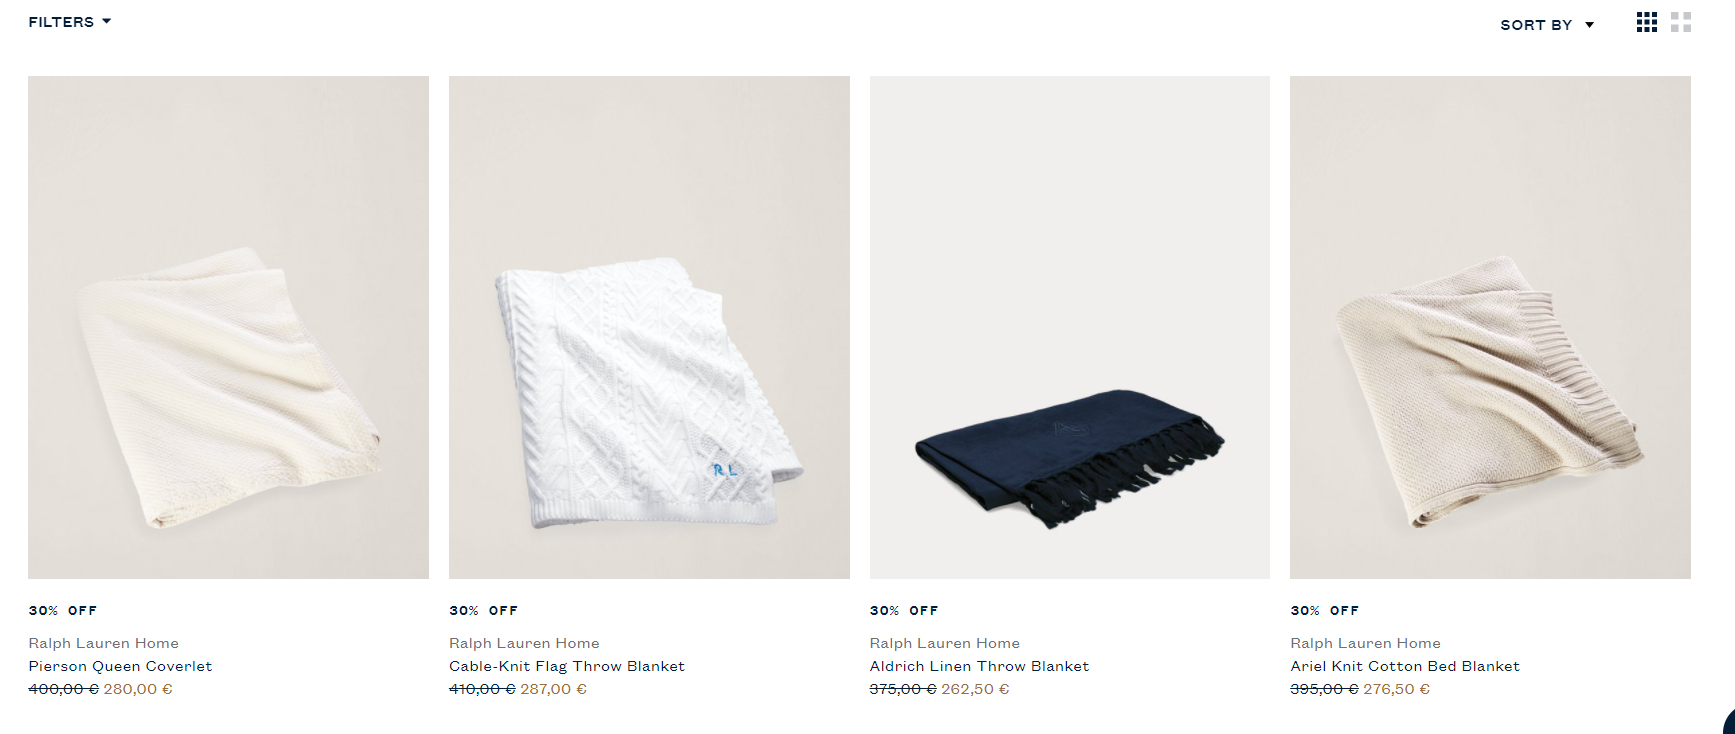 FILTERS
SORT BY
R L
30% OFF
Ralph Lauren Home
Pierson Queen Coverlet
400,00 € 280,00 €
30% OFF
Ralph Lauren Home
Cable-Knit Flag Throw Blanket
410,00 € 287,00 €
30% OFF
Ralph Lauren Home
Aldrich Linen Throw Blanket
375,00 € 262,50 €
30% OFF
Ralph Lauren Home
Ariel Knit Cotton Bed Blanket
395,00 € 276,50 €